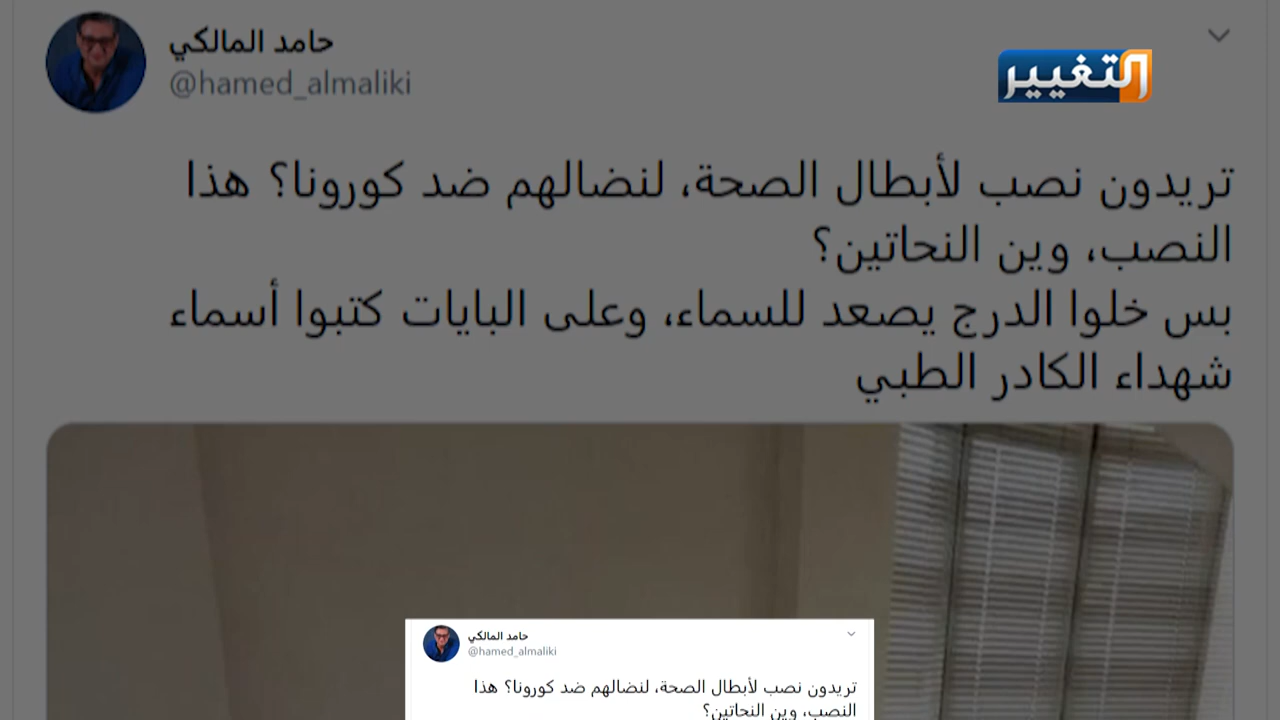 حامد المالكي
@hamed_almaliki
التغيير
تريدون نصب لأبطال الصحة، لنضالهم ضد كورونا؟ هذا
النصب، وين النحاتين؟
بس خلوا الدرج يصعد للسماء، وعلى البايات كتبوا أسماء
شهداء الكادر الطبي
حامد المالكي
@hamed_almaliki
تريدون نصب لأبطال الصحة، لنضالهم ضد كورونا؟ هذا
النصب، وين النحاتين؟